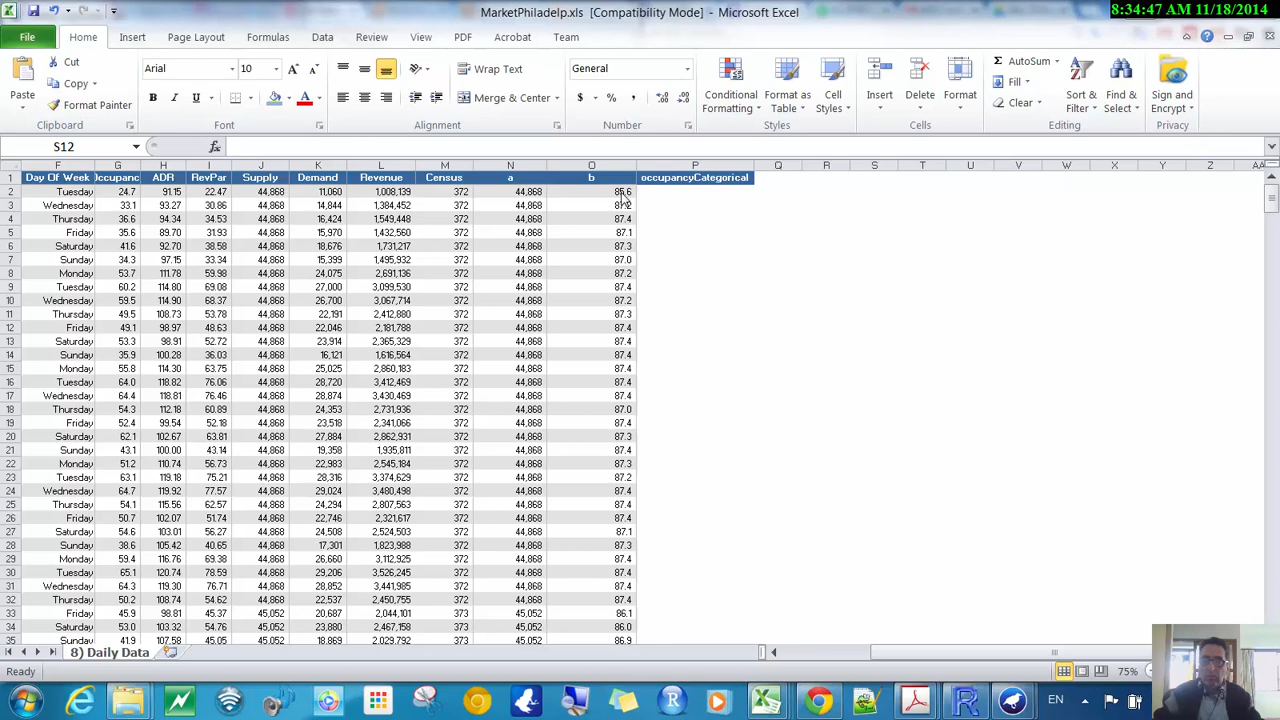 8:34:47 AM 11/18/2014
MarketPhiladelp.xls [Compatibility Mode] - Microsoft Excel
File Home Insert Page Layout Formulas Data Review View PDF Acrobat Team
Cut Copy Format Painter Paste
Arial 10 Wrap Text Merge & Center General
B I U $ % ,
Conditional Formatting Format as Table Cell Styles Insert Delete Format
AutoSum Fill Clear Sort & Filter Find & Select Sign and Encrypt
Clipboard Font Alignment Number Styles Cells Editing Privacy
S12 fx
F G H I J K L M N O P Q R S T U V W X Y Z AA
1 Day Of Week Occupanc ADR RevPar Supply Demand Revenue Census a b occupancyCategorical
2 Tuesday 24.7 91.15 22.47 44,868 11,060 1,008,139 372 44,868 85.6
3 Wednesday 33.1 93.27 30.86 44,868 14,844 1,384,452 372 44,868
4 Thursday 36.6 94.34 34.53 44,868 16,424 1,549,448 372 44,868 87.4
5 Friday 35.6 89.70 31.93 44,868 15,970 1,432,560 372 44,868 87.1
6 Saturday 41.6 92.70 38.58 44,868 18,676 1,731,217 372 44,868 87.3
7 Sunday 34.3 97.15 33.34 44,868 15,399 1,495,932 372 44,868 87.0
8 Monday 53.7 111.78 59.98 44,868 24,075 2,691,136 372 44,868 87.2
9 Tuesday 60.2 114.80 69.08 44,868 27,000 3,099,530 372 44,868 87.4
10 Wednesday 59.5 114.90 68.37 44,868 26,700 3,067,714 372 44,868 87.2
11 Thursday 49.5 108.73 53.78 44,868 22,191 2,412,880 372 44,868 87.3
12 Friday 49.1 98.97 48.63 44,868 22,046 2,181,788 372 44,868 87.4
13 Saturday 53.3 98.91 52.72 44,868 23,914 2,365,329 372 44,868 87.4
14 Sunday 35.9 100.28 36.03 44,868 16,121 1,616,564 372 44,868 87.4
15 Monday 55.8 114.30 63.75 44,868 25,025 2,860,183 372 44,868 87.4
16 Tuesday 64.0 118.82 76.06 44,868 28,720 3,412,469 372 44,868 87.4
17 Wednesday 64.4 118.81 76.46 44,868 28,874 3,430,469 372 44,868 87.4
18 Thursday 54.3 112.18 60.89 44,868 24,353 2,731,936 372 44,868 87.0
19 Friday 52.4 99.54 52.18 44,868 23,518 2,341,066 372 44,868 87.4
20 Saturday 62.1 102.67 63.81 44,868 27,884 2,862,931 372 44,868 87.3
21 Sunday 43.1 100.00 43.14 44,868 19,358 1,935,811 372 44,868 87.4
22 Monday 51.2 110.74 56.73 44,868 22,983 2,545,184 372 44,868 87.3
23 Tuesday 63.1 119.18 75.21 44,868 28,316 3,374,629 372 44,868 87.2
24 Wednesday 64.7 119.92 77.57 44,868 29,024 3,480,498 372 44,868 87.4
25 Thursday 54.1 115.56 62.57 44,868 24,294 2,807,563 372 44,868 87.4
26 Friday 50.7 102.07 51.74 44,868 22,746 2,321,617 372 44,868 87.4
27 Saturday 54.6 103.01 56.27 44,868 24,508 2,524,503 372 44,868 87.1
28 Sunday 38.6 105.42 40.65 44,868 17,301 1,823,988 372 44,868 87.3
29 Monday 59.4 116.76 69.38 44,868 26,660 3,112,925 372 44,868 87.4
30 Tuesday 65.1 120.74 78.59 44,868 29,206 3,526,245 372 44,868 87.4
31 Wednesday 64.3 119.30 76.71 44,868 28,852 3,441,985 372 44,868 87.4
32 Thursday 50.2 108.74 54.62 44,868 22,537 2,450,755 372 44,868 87.4
33 Friday 45.9 98.81 45.37 45,052 20,687 2,044,101 373 45,052 86.1
34 Saturday 53.0 103.32 54.76 45,052 23,880 2,467,158 373 45,052 86.0
35 Sunday 41.9 107.58 45.05 45,052 18,869 2,029,792 373 45,052 86.9
8) Daily Data
Ready 75%
EN